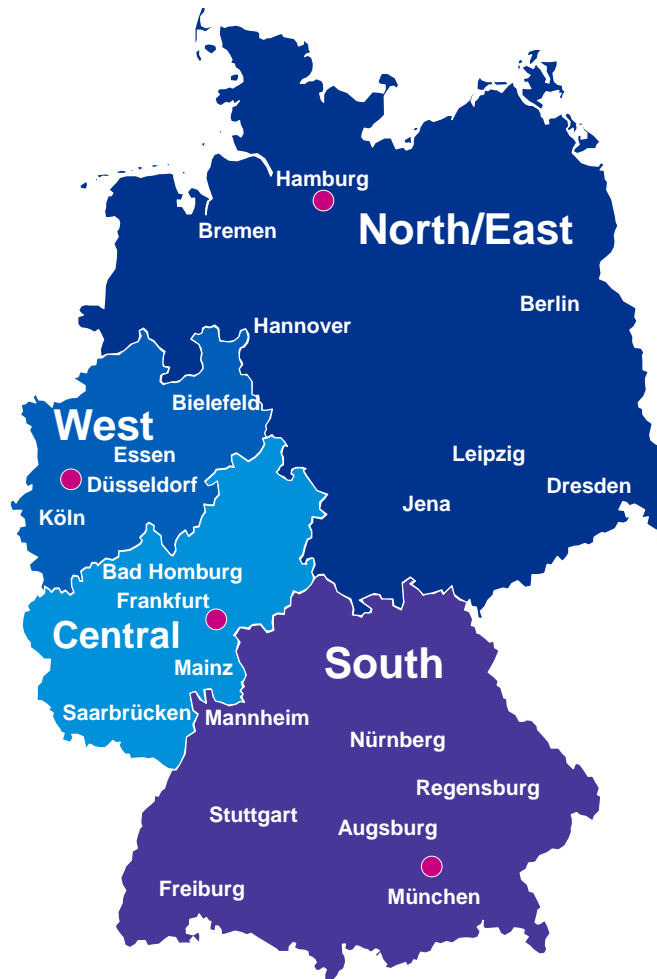 Hamburg
Bremen
North/East
Berlin
Hannover
Bielefeld
West
Essen
Leipzig
Düsseldorf
Dresden
Jena
Köln
Bad Homburg
Frankfurt
Central
South
Mainz
Saarbrücken
Mannheim
Nürnberg
Regensburg
Stuttgart
Augsburg
Freiburg
München